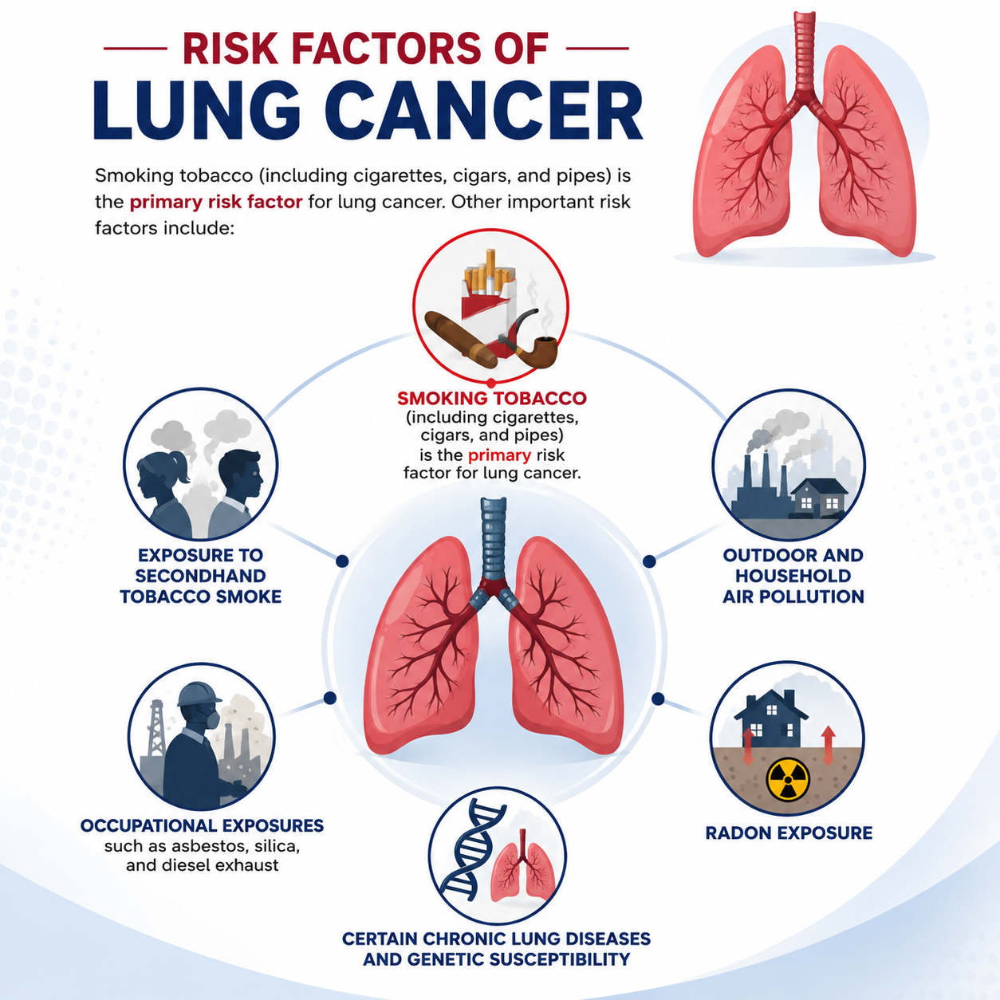 RISK FACTORS OF
LUNG CANCER
Smoking tobacco (including cigarettes, cigars, and pipes) is
the primary risk factor for lung cancer. Other important risk
factors include:
SMOKING TOBACCO
(including cigarettes,
cigars, and pipes)
is the primary risk
factor for lung cancer.
EXPOSURE TO
SECONDHAND
TOBACCO SMOKE
OUTDOOR AND
HOUSEHOLD
AIR POLLUTION
OCCUPATIONAL EXPOSURES
such as asbestos, silica,
and diesel exhaust
RADON EXPOSURE
CERTAIN CHRONIC LUNG DISEASES
AND GENETIC SUSCEPTIBILITY